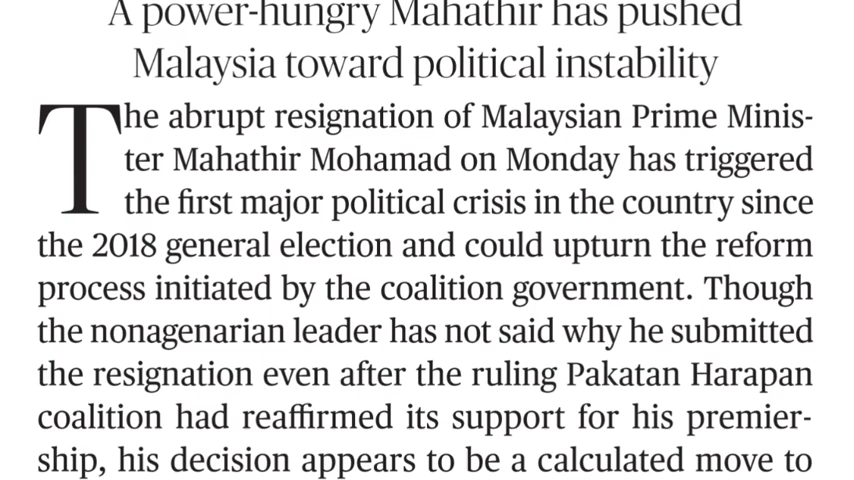 A power-hungry Mahathir has pushed
Malaysia toward political instability
The abrupt resignation of Malaysian Prime Minis-
ter Mahathir Mohamad on Monday has triggered
the first major political crisis in the country since
the 2018 general election and could upturn the reform
process initiated by the coalition government. Though
the nonagenarian leader has not said why he submitted
the resignation even after the ruling Pakatan Harapan
coalition had reaffirmed its support for his premier-
ship, his decision appears to be a calculated move to